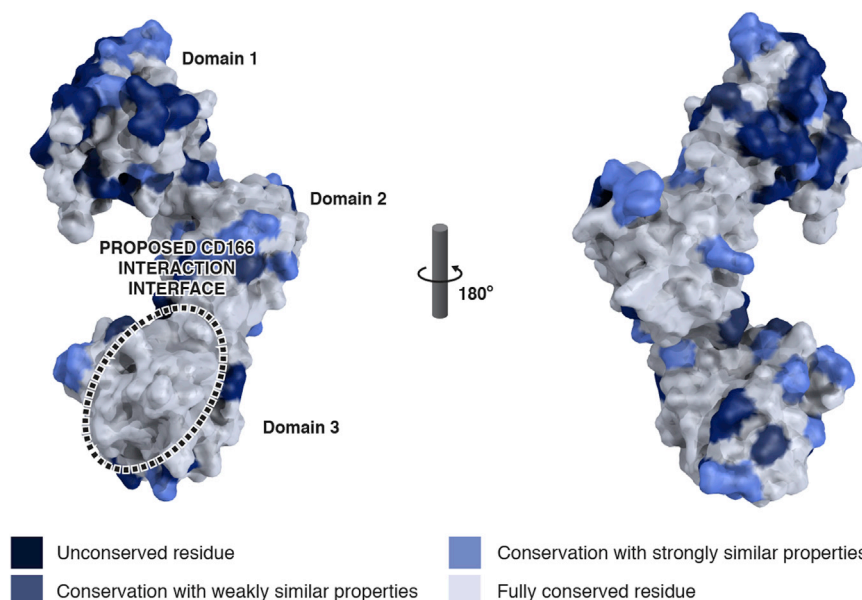 Domain 1
Domain 2
PROPOSED CD166
INTERACTION
INTERFACE
180°
Domain 3
Unconserved residue
Conservation with strongly similar properties
Conservation with weakly similar properties
Fully conserved residue